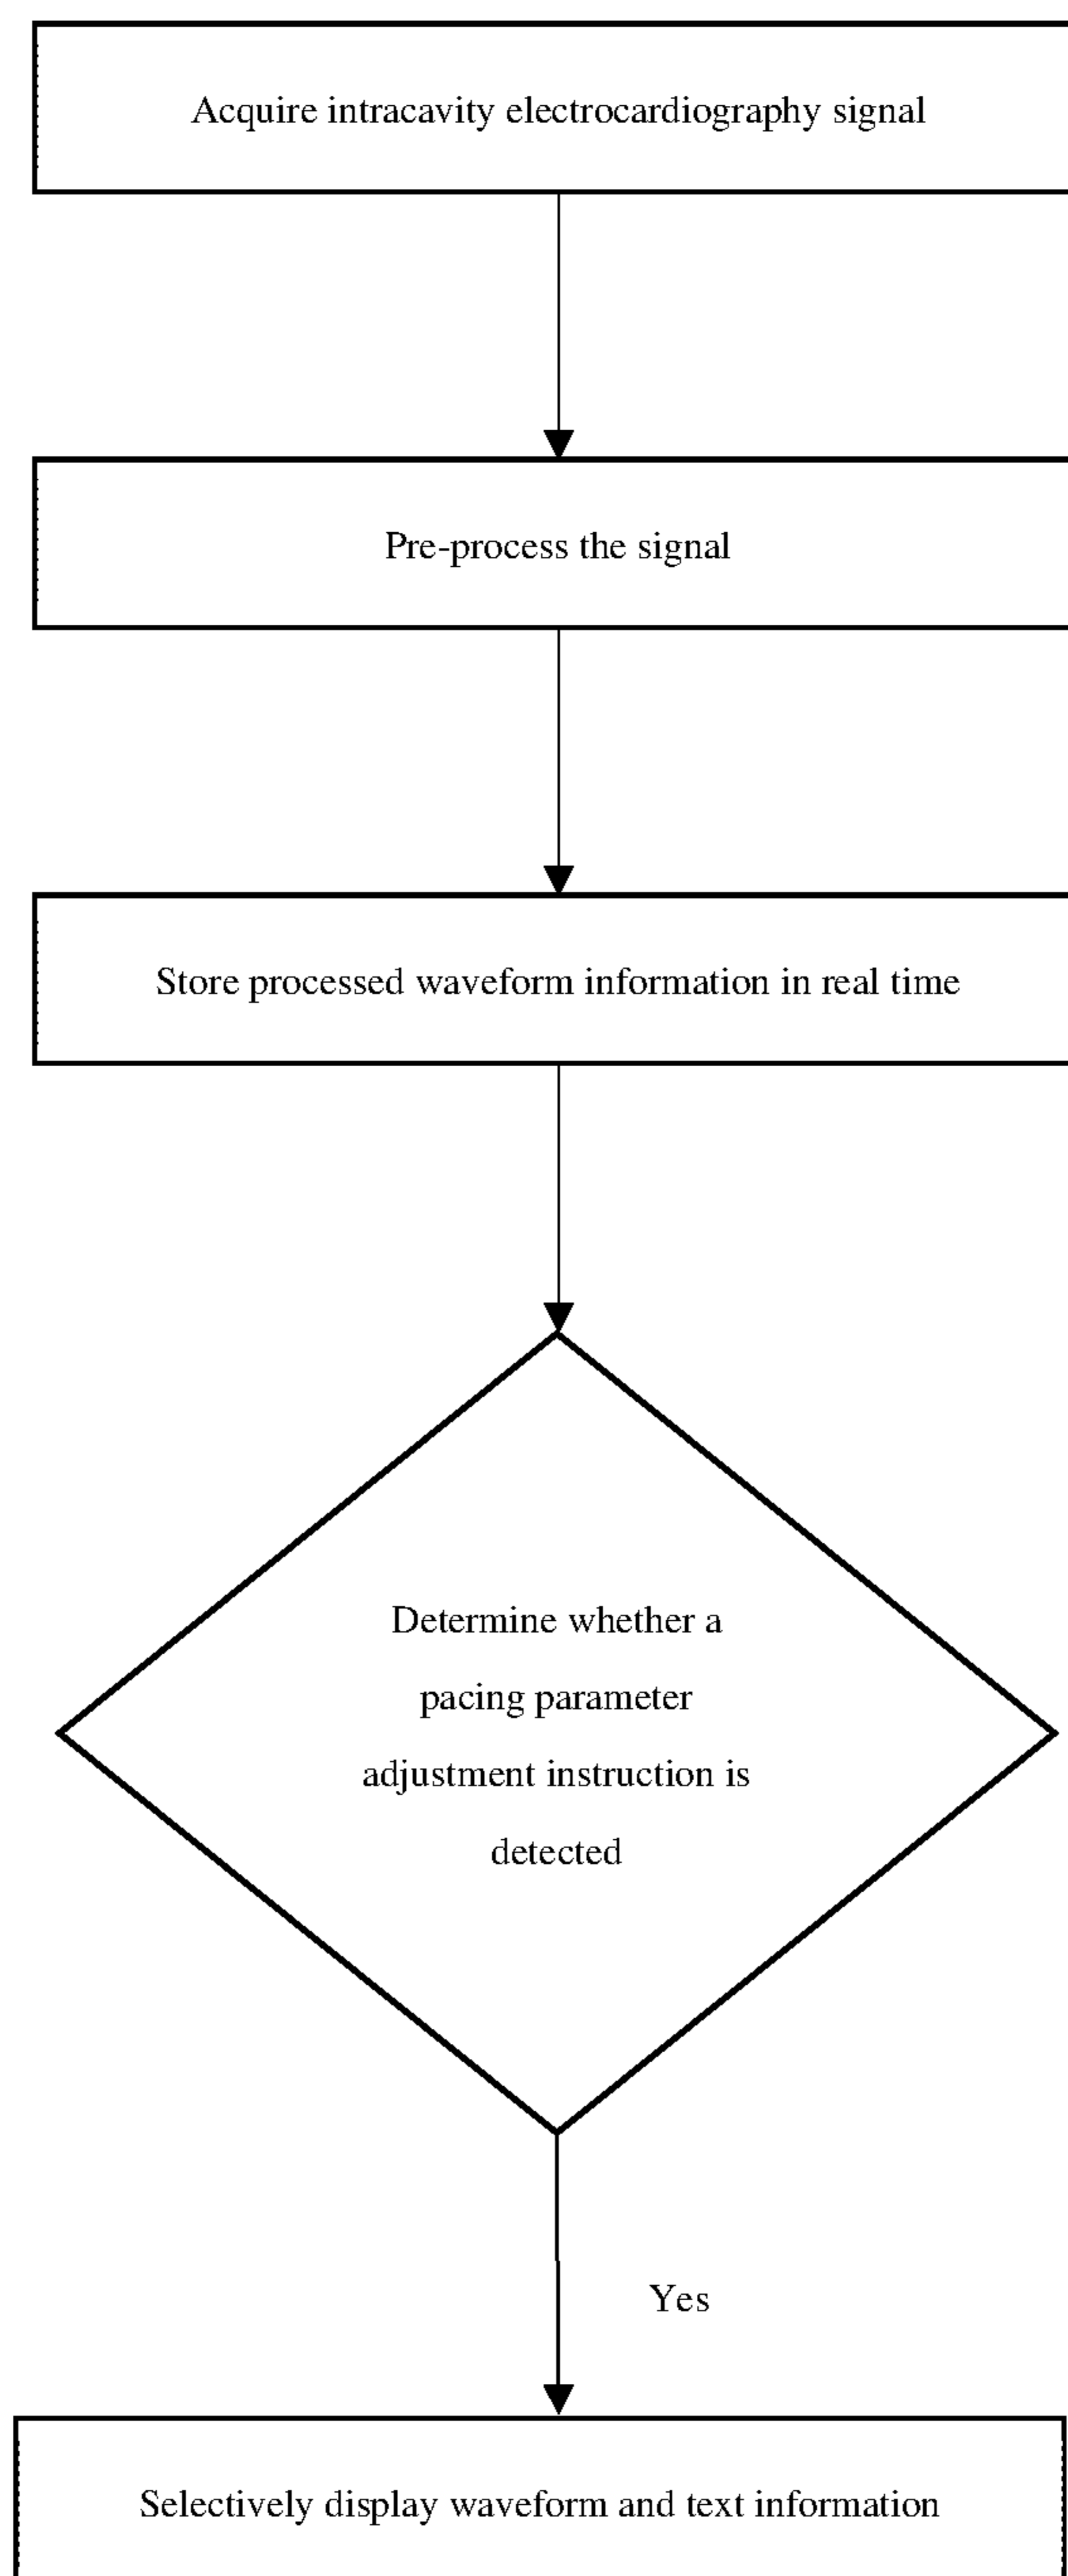 Acquire intracavity electrocardiography signal
Pre-process the signal
Store processed waveform information in real time
Determine whether a
pacing parameter
adjustment instruction is
detected
Yes
Selectively display waveform and text information